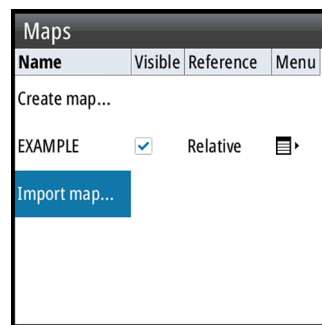 Maps
Name Visible Reference Menu
Create map...
EXAMPLE Relative
Import map...